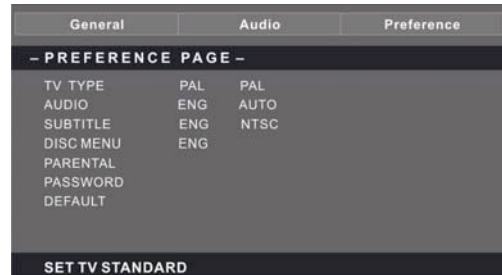 General Audio Preference
– PREFERENCE PAGE –
TV TYPE PAL PAL
AUDIO ENG AUTO
SUBTITLE ENG NTSC
DISC MENU ENG
PARENTAL
PASSWORD
DEFAULT
SET TV STANDARD